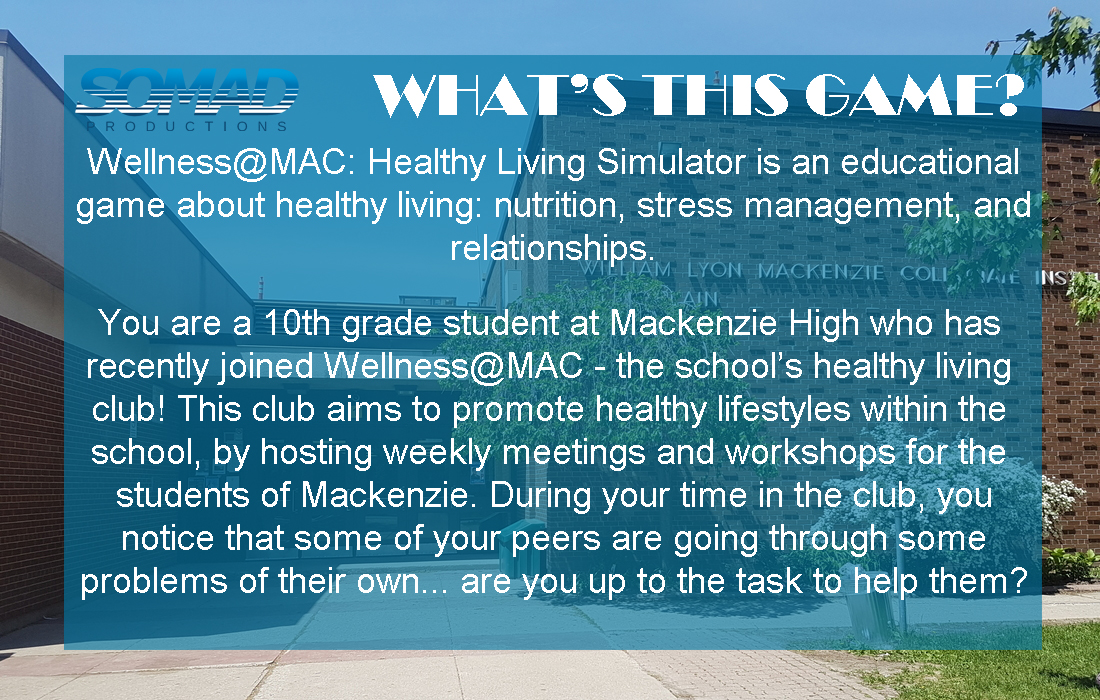 SOMAD
PRODUCTIONS
WHAT'S THIS GAME?
Wellness@MAC: Healthy Living Simulator is an educational
game about healthy living: nutrition, stress management, and
relationships.
WILLIAM LYON MACKENZIE
You are a 10th grade student at Mackenzie High who has
recently joined Wellness@MAC - the school’s healthy living
club! This club aims to promote healthy lifestyles within the
school, by hosting weekly meetings and workshops for the
students of Mackenzie. During your time in the club, you
notice that some of your peers are going through some
problems of their own... are you up to the task to help them?